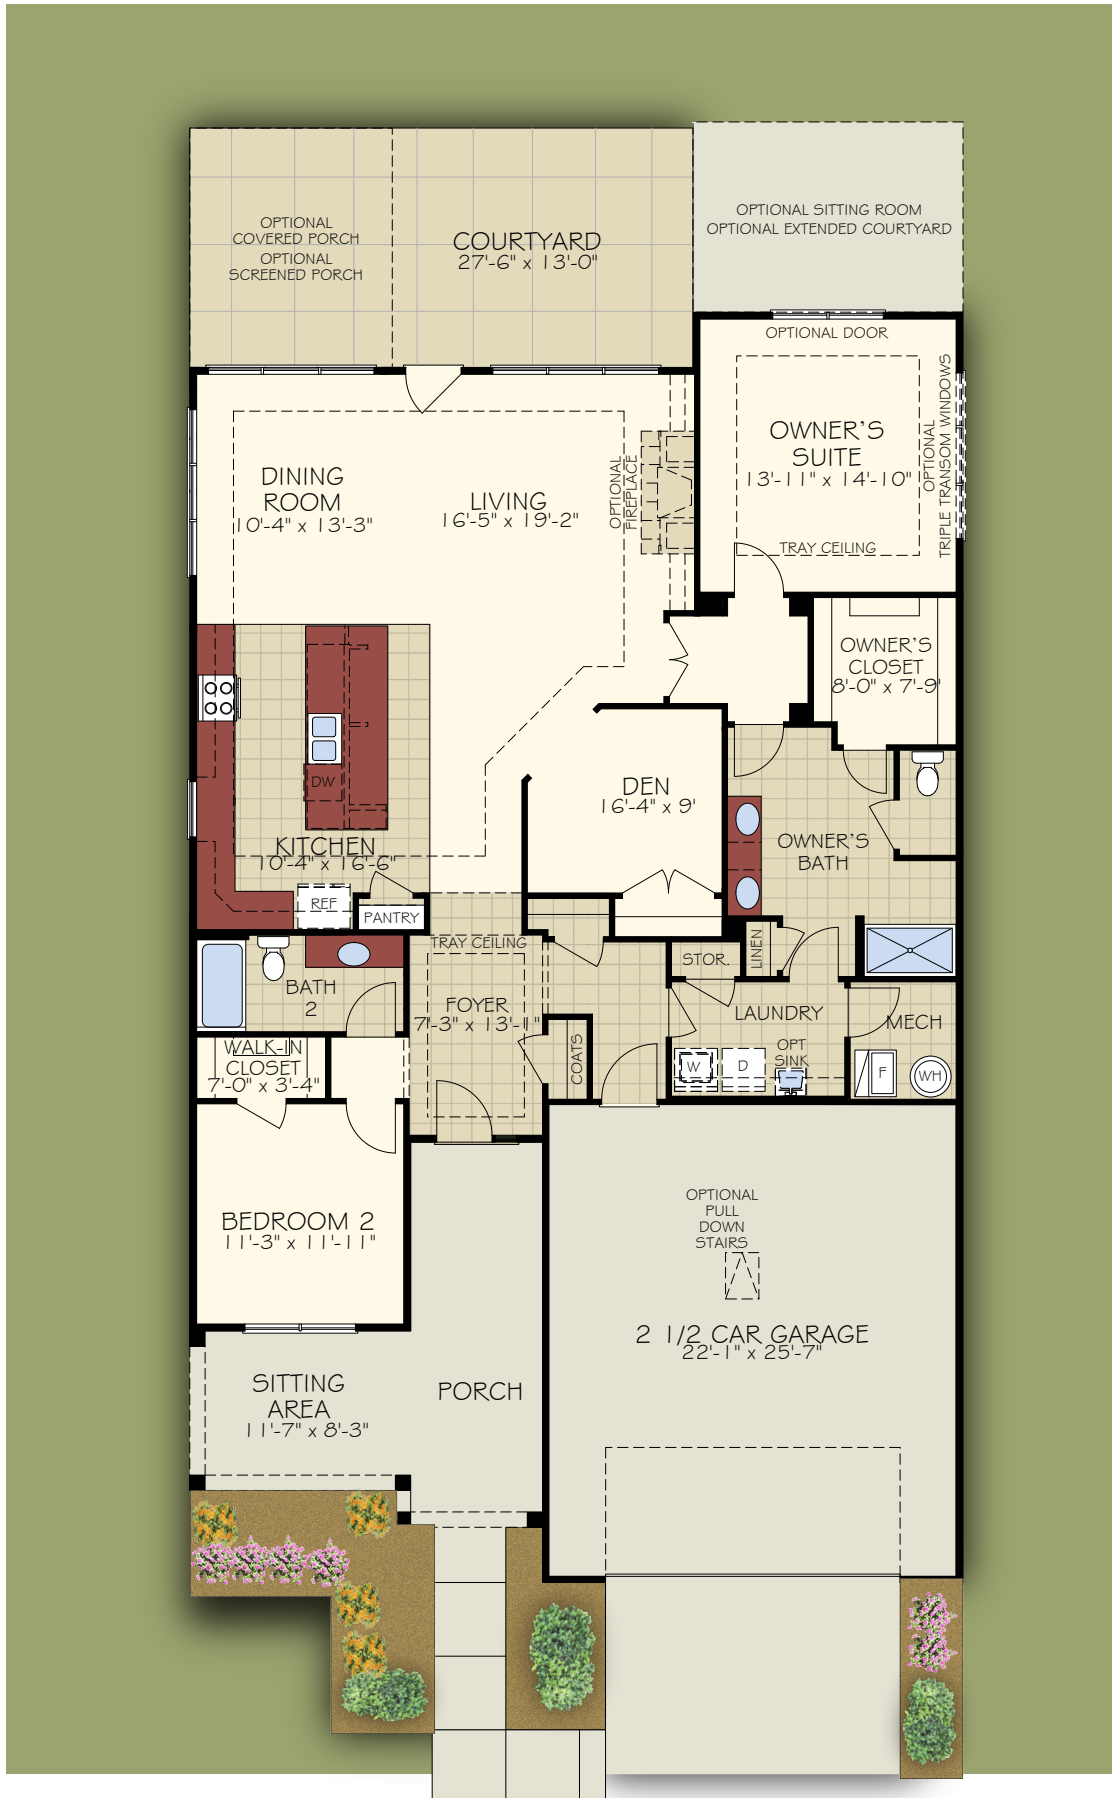 OPTIONAL
COVERED PORCH
OPTIONAL
SCREENED PORCH
COURTYARD
27'-6" x 13'-0"
OPTIONAL SITTING ROOM
OPTIONAL EXTENDED COURTYARD
OPTIONAL DOOR
OPTIONAL
TRIPLE TRANSOM WINDOWS
OWNER'S
SUITE
13'-11" x 14'-10"
TRAY CEILING
DINING
ROOM
10'-4" x 13'-3"
LIVING
16'-5" x 19'-2"
OPTIONAL
FIREPLACE
OWNER'S
CLOSET
8'-0" x 7'-9"
DEN
16'-4" x 9'
DW
KITCHEN
10'-4" x 16'-6"
REF
PANTRY
OWNER'S
BATH
TRAY CEILING
LINEN
STOR.
BATH
2
FOYER
7'-3" x 13'-1"
LAUNDRY
MECH
COATS
OPT
SINK
W
D
F
WH
WALK-IN
CLOSET
7'-0" x 3'-4"
BEDROOM 2
11'-3" x 11'-11"
OPTIONAL
PULL
DOWN
STAIRS
2 1/2 CAR GARAGE
22'-1" x 25'-7"
SITTING
AREA
11'-7" x 8'-3"
PORCH